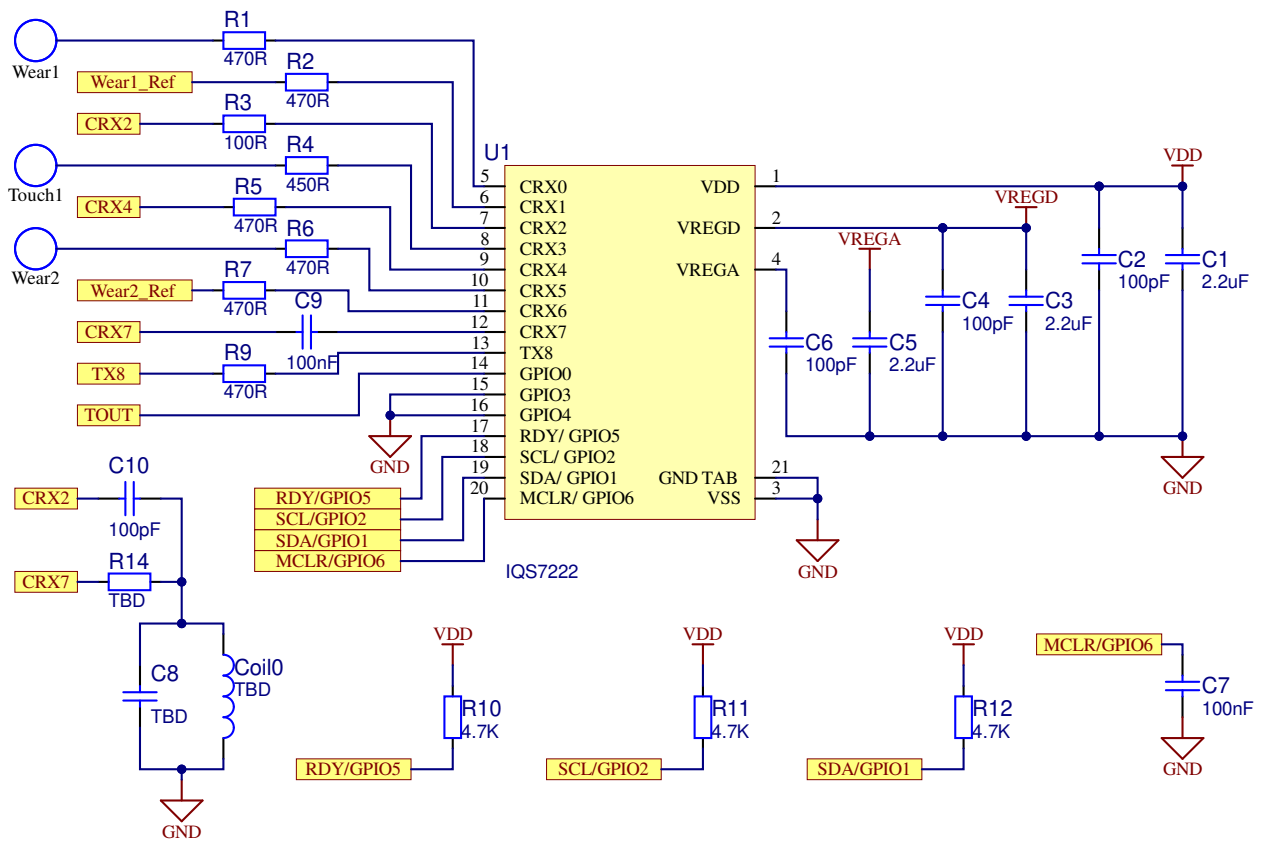 R1
470R
Wear1
Wear1_Ref
R2
470R
CRX2
R3
100R
Touch1
R4
450R
CRX4
R5
470R
Wear2
R6
470R
Wear2_Ref
R7
470R
CRX7
C9
100nF
TX8
R9
470R
TOUT
GND
U1
5 CRX0
6 CRX1
7 CRX2
8 CRX3
9 CRX4
10 CRX5
11 CRX6
12 CRX7
13 TX8
14 GPIO0
15 GPIO3
16 GPIO4
17 RDY/ GPIO5
18 SCL/ GPIO2
19 SDA/ GPIO1
20 MCLR/ GPIO6
VDD 1
VREGD 2
VREGA 4
GND TAB 21
VSS 3
IQS7222
GND
RDY/GPIO5
SCL/GPIO2
SDA/GPIO1
MCLR/GPIO6
VDD
VREGD
VREGA
C6
100pF
C5
2.2uF
C4
100pF
C3
2.2uF
C2
100pF
C1
2.2uF
GND
CRX2
C10
100pF
CRX7
R14
TBD
C8
TBD
Coil0
TBD
GND
VDD
R10
4.7K
RDY/GPIO5
VDD
R11
4.7K
SCL/GPIO2
VDD
R12
4.7K
SDA/GPIO1
MCLR/GPIO6
C7
100nF
GND